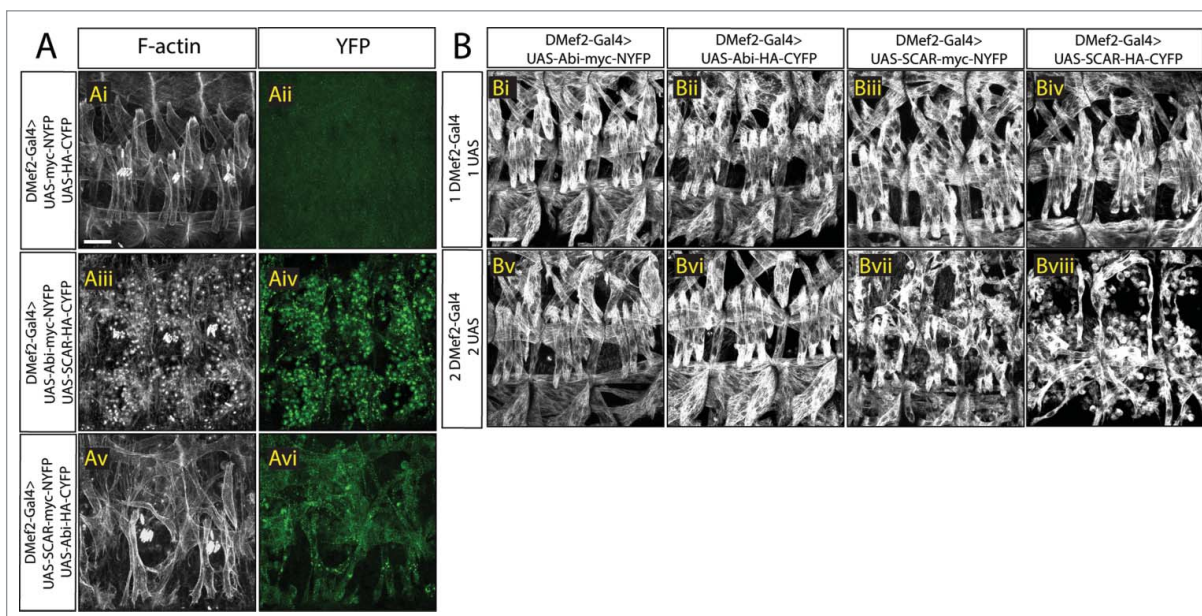 A
F-actin
YFP
DMef2-Gal4>
UAS-myc-NYFP
UAS-HA-CYFP
Ai
Aii
DMef2-Gal4>
UAS-Abi-myc-NYFP
UAS-SCAR-HA-CYFP
Aiii
Aiv
DMef2-Gal4>
UAS-SCAR-myc-NYFP
UAS-Abi-HA-CYFP
Av
Avi
B
DMef2-Gal4>
UAS-Abi-myc-NYFP
DMef2-Gal4>
UAS-Abi-HA-CYFP
DMef2-Gal4>
UAS-SCAR-myc-NYFP
DMef2-Gal4>
UAS-SCAR-HA-CYFP
1 DMef2-Gal4
1 UAS
Bi
Bii
Biii
Biv
2 DMef2-Gal4
2 UAS
Bv
Bvi
Bvii
Bviii